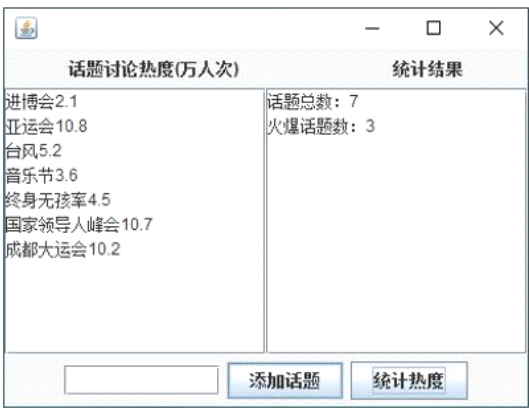 话题讨论热度(万人次)
统计结果
进博会2.1
亚运会10.8
台风5.2
音乐节3.6
终身无孩率4.5
国家领导人峰会10.7
成都大运会10.2
话题总数：7
火爆话题数：3
添加话题
统计热度